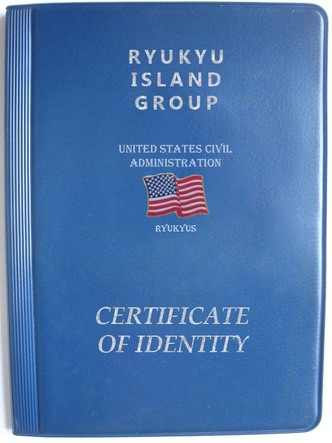 RYUKYU
ISLAND
GROUP
UNITED STATES CIVIL
ADMINISTRATION
RYUKYUS
CERTIFICATE
OF IDENTITY